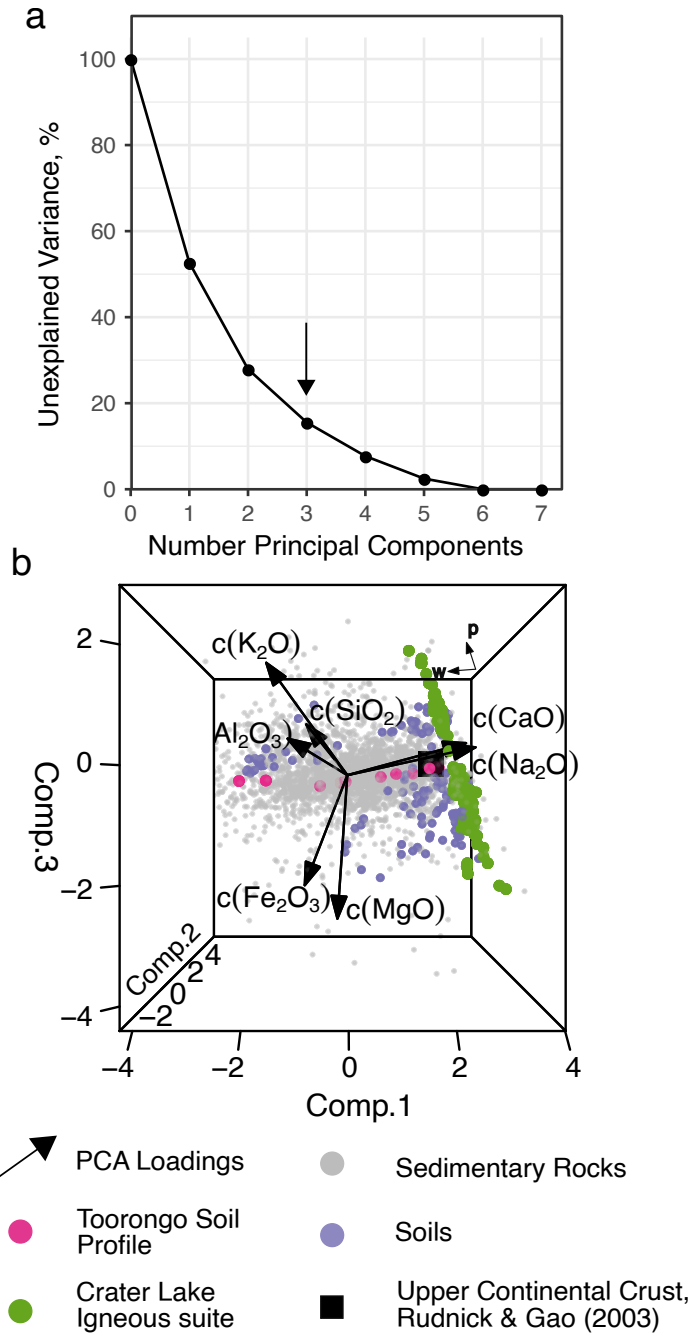 a
Unexplained Variance, %
100
80
60
40
20
0
0 1 2 3 4 5 6 7
Number Principal Components
b
2
0
−2
−4
Comp.3
c(K₂O)
c(SiO₂)
Al₂O₃)
p
w
c(CaO)
c(Na₂O)
c(Fe₂O₃)
c(MgO)
Comp.2
−2 0 2 4
−4 −2 0 2 4
Comp.1
PCA Loadings
Sedimentary Rocks
Toorongo Soil
Profile
Soils
Crater Lake
Igneous suite
Upper Continental Crust,
Rudnick & Gao (2003)